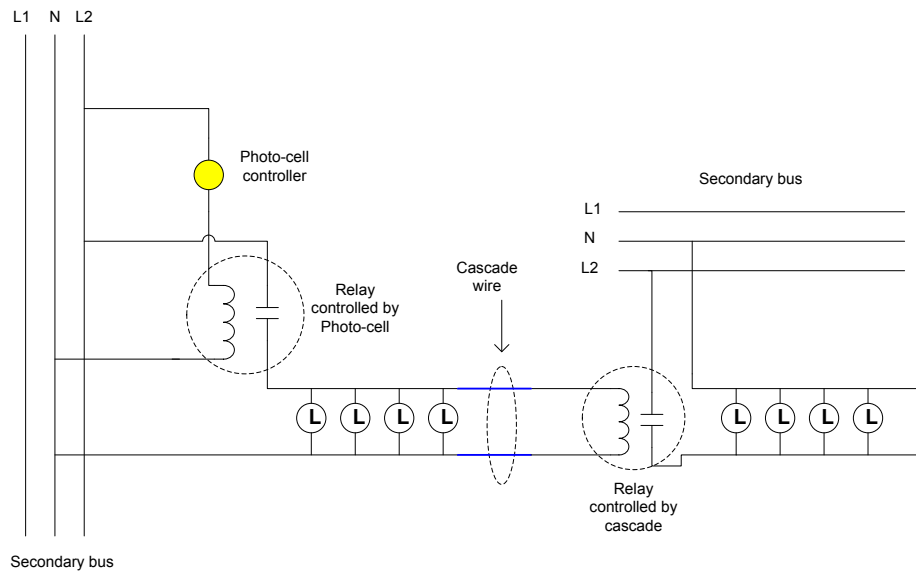 L1 N L2
Photo-cell
controller
Secondary bus
L1
N
L2
Cascade
wire
Relay
controlled by
Photo-cell
L L L L
L L L L
Relay
controlled by
cascade
Secondary bus